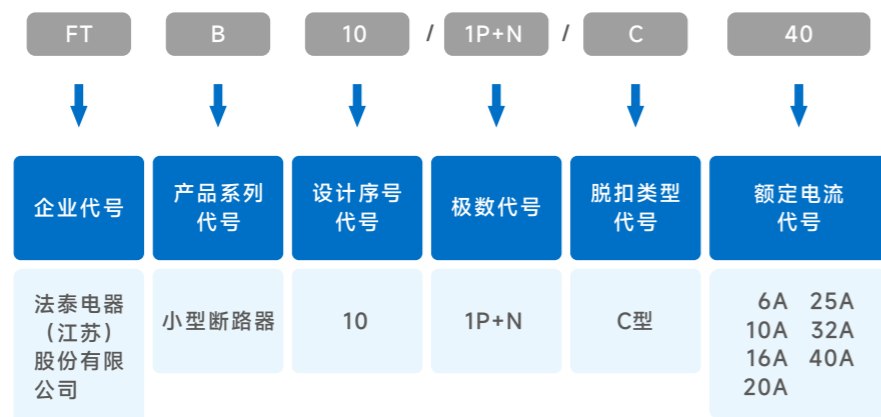 FT B 10 / 1P+N / C 40
企业代号
产品系列
代号
设计序号
代号
极数代号
脱扣类型
代号
额定电流
代号
法泰电器
（江苏）
股份有限
公司
小型断路器
10
1P+N
C型
6A 25A
10A 32A
16A 40A
20A